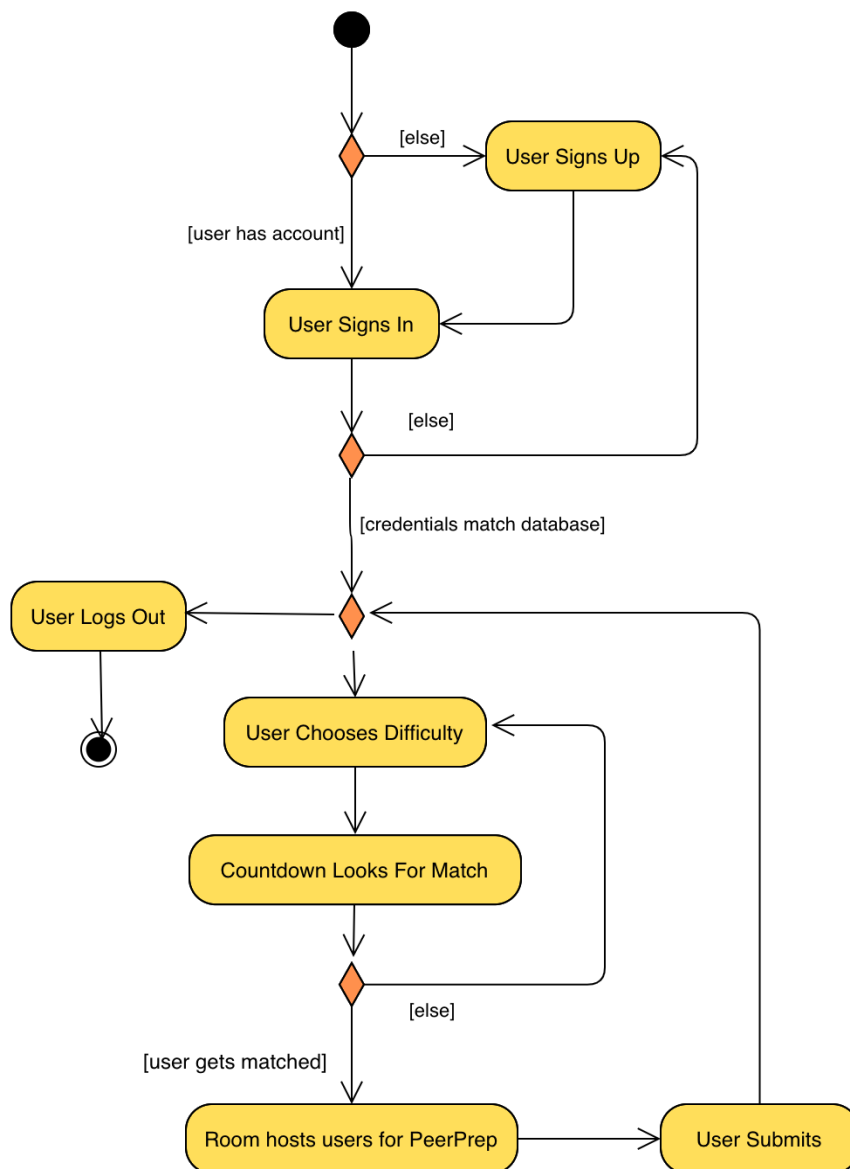 [else]
User Signs Up
[user has account]
User Signs In
[else]
[credentials match database]
User Logs Out
User Chooses Difficulty
Countdown Looks For Match
[else]
[user gets matched]
Room hosts users for PeerPrep
User Submits